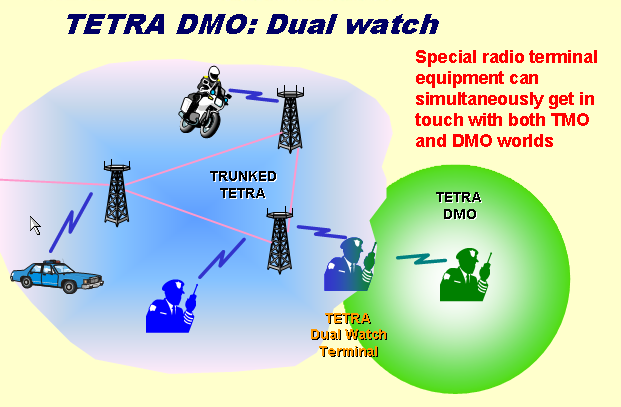 TETRA DMO: Dual watch
Special radio terminal
equipment can
simultaneously get in
touch with both TMO
and DMO worlds
TRUNKED
TETRA
TETRA
DMO
TETRA
Dual Watch
Terminal